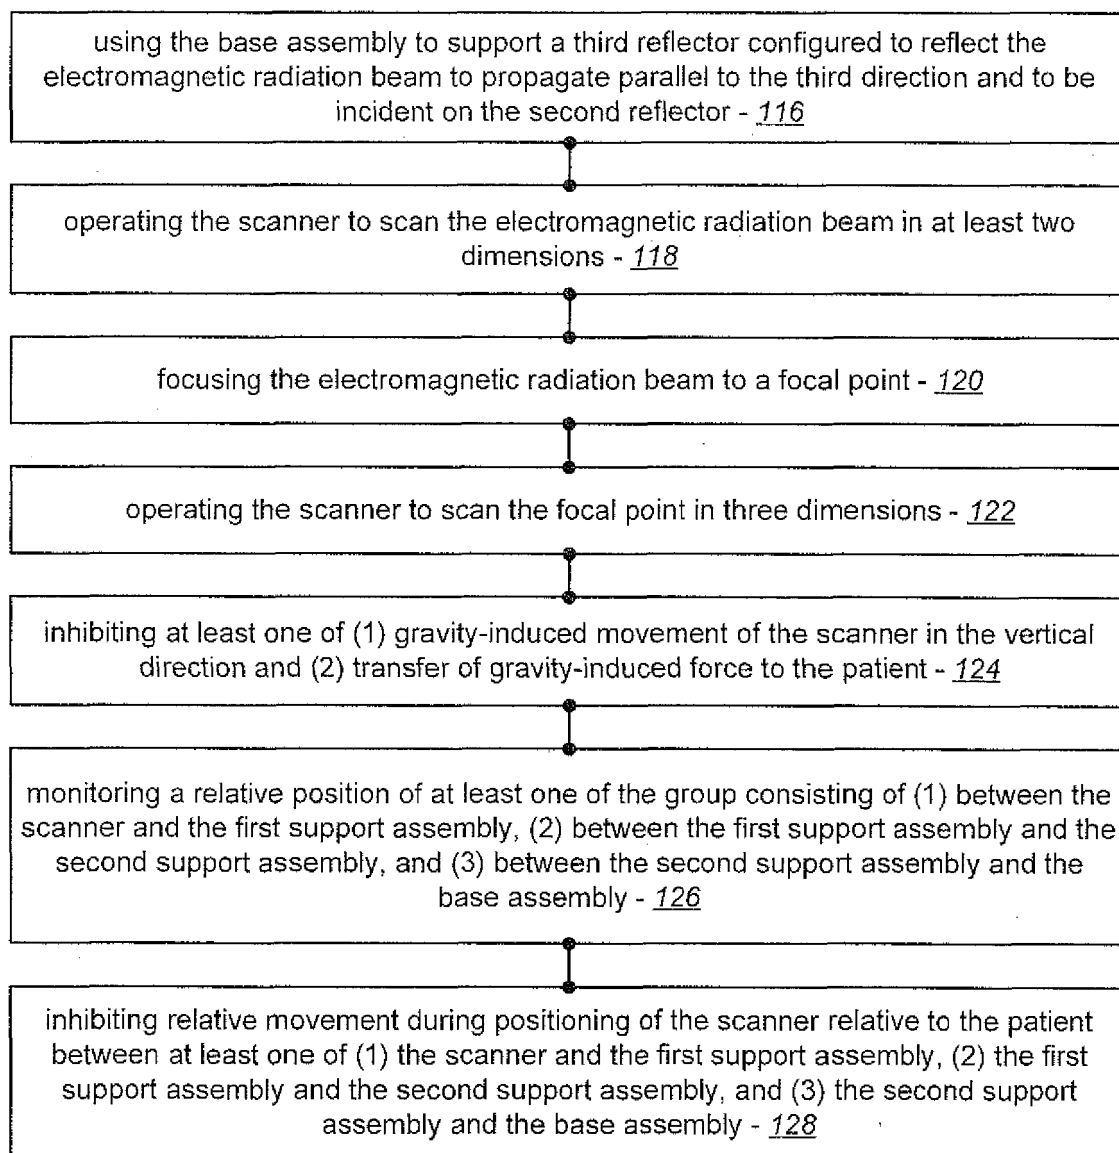 using the base assembly to support a third reflector configured to reflect the
electromagnetic radiation beam to propagate parallel to the third direction and to be
incident on the second reflector - 116
operating the scanner to scan the electromagnetic radiation beam in at least two
dimensions - 118
focusing the electromagnetic radiation beam to a focal point - 120
operating the scanner to scan the focal point in three dimensions - 122
inhibiting at least one of (1) gravity-induced movement of the scanner in the vertical
direction and (2) transfer of gravity-induced force to the patient - 124
monitoring a relative position of at least one of the group consisting of (1) between the
scanner and the first support assembly, (2) between the first support assembly and the
second support assembly, and (3) between the second support assembly and the
base assembly - 126
inhibiting relative movement during positioning of the scanner relative to the patient
between at least one of (1) the scanner and the first support assembly, (2) the first
support assembly and the second support assembly, and (3) the second support
assembly and the base assembly - 128